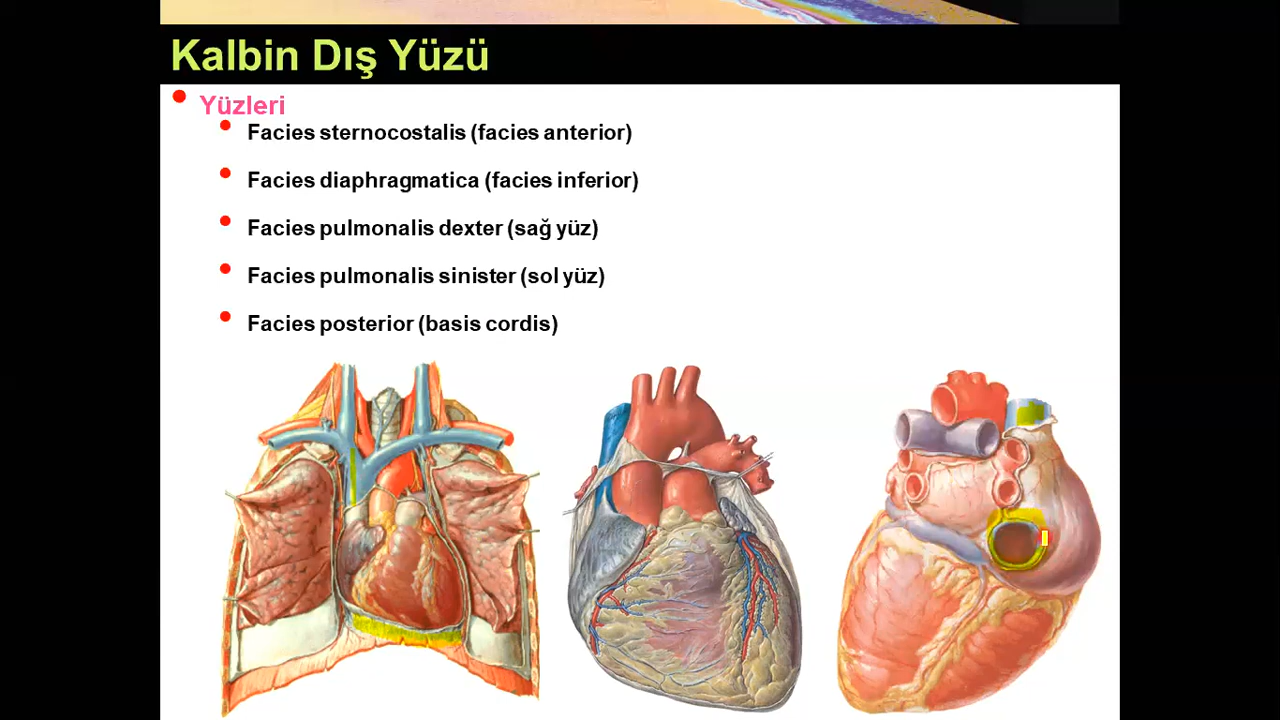 Kalbin Dış Yüzü
Yüzleri
Facies sternocostalis (facies anterior)
Facies diaphragmatica (facies inferior)
Facies pulmonalis dexter (sağ yüz)
Facies pulmonalis sinister (sol yüz)
Facies posterior (basis cordis)